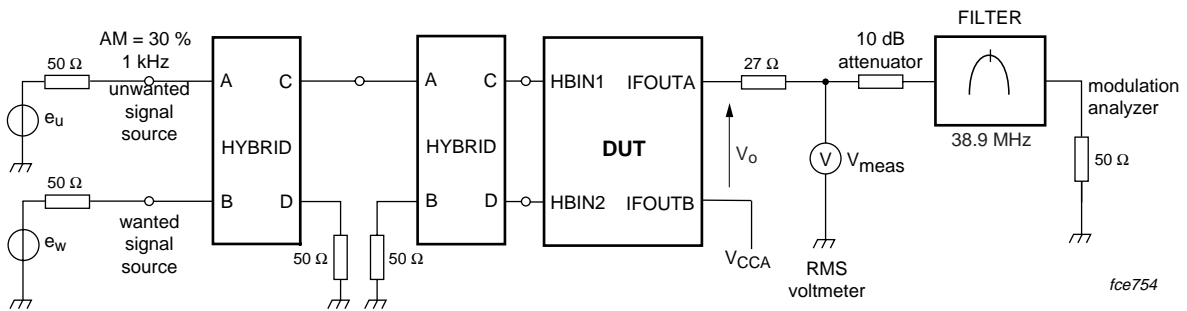 FILTER
AM = 30 %
1 kHz
50 Ω
unwanted
signal
source
eu
A
C
HYBRID
B
D
50 Ω
ew
wanted
signal
source
50 Ω
50 Ω
A
C
HYBRID
B
D
HBIN1
IFOUTA
DUT
HBIN2
IFOUTB
Vo
VCCA
27 Ω
10 dB
attenuator
V
Vmeas
RMS
voltmeter
38.9 MHz
modulation
analyzer
50 Ω
fce754